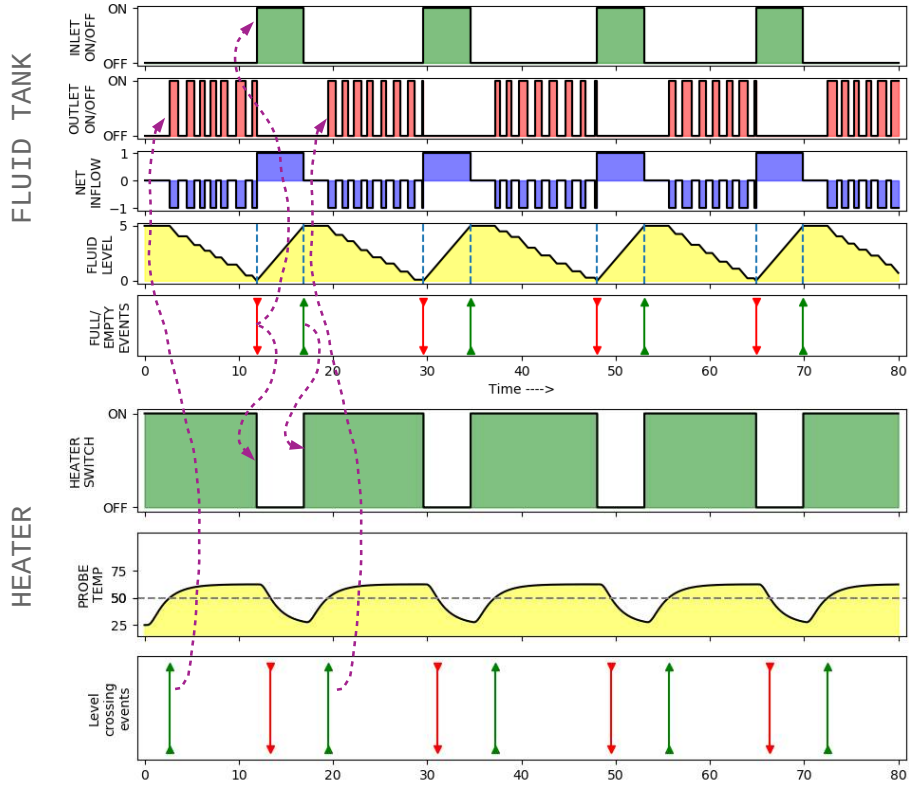 FLUID TANK
INLET
ON/OFF
ON
OFF
OUTLET
ON/OFF
ON
OFF
NET
INFLOW
1
0
−1
FLUID
LEVEL
5
0
FULL/
EMPTY
EVENTS
0 10 20 30 40 50 60 70 80
Time ---->
HEATER
HEATER
SWITCH
ON
OFF
PROBE
TEMP
75
50
25
Level
crossing
events
0 10 20 30 40 50 60 70 80